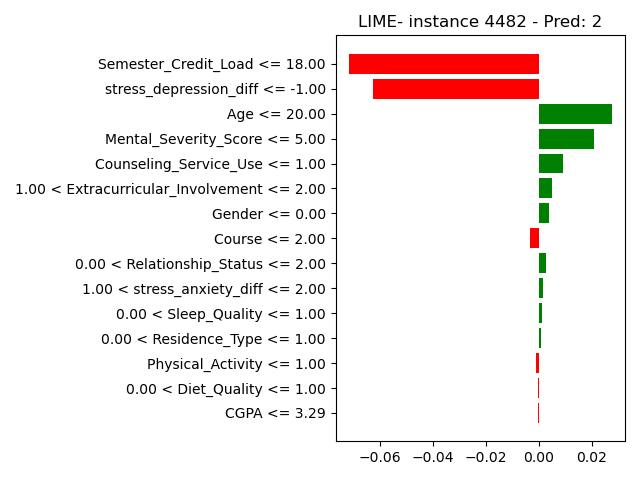 LIME- instance 4482 - Pred: 2
Semester_Credit_Load <= 18.00
stress_depression_diff <= -1.00
Age <= 20.00
Mental_Severity_Score <= 5.00
Counseling_Service_Use <= 1.00
1.00 < Extracurricular_Involvement <= 2.00
Gender <= 0.00
Course <= 2.00
0.00 < Relationship_Status <= 2.00
1.00 < stress_anxiety_diff <= 2.00
0.00 < Sleep_Quality <= 1.00
0.00 < Residence_Type <= 1.00
Physical_Activity <= 1.00
0.00 < Diet_Quality <= 1.00
CGPA <= 3.29
−0.06 −0.04 −0.02 0.00 0.02